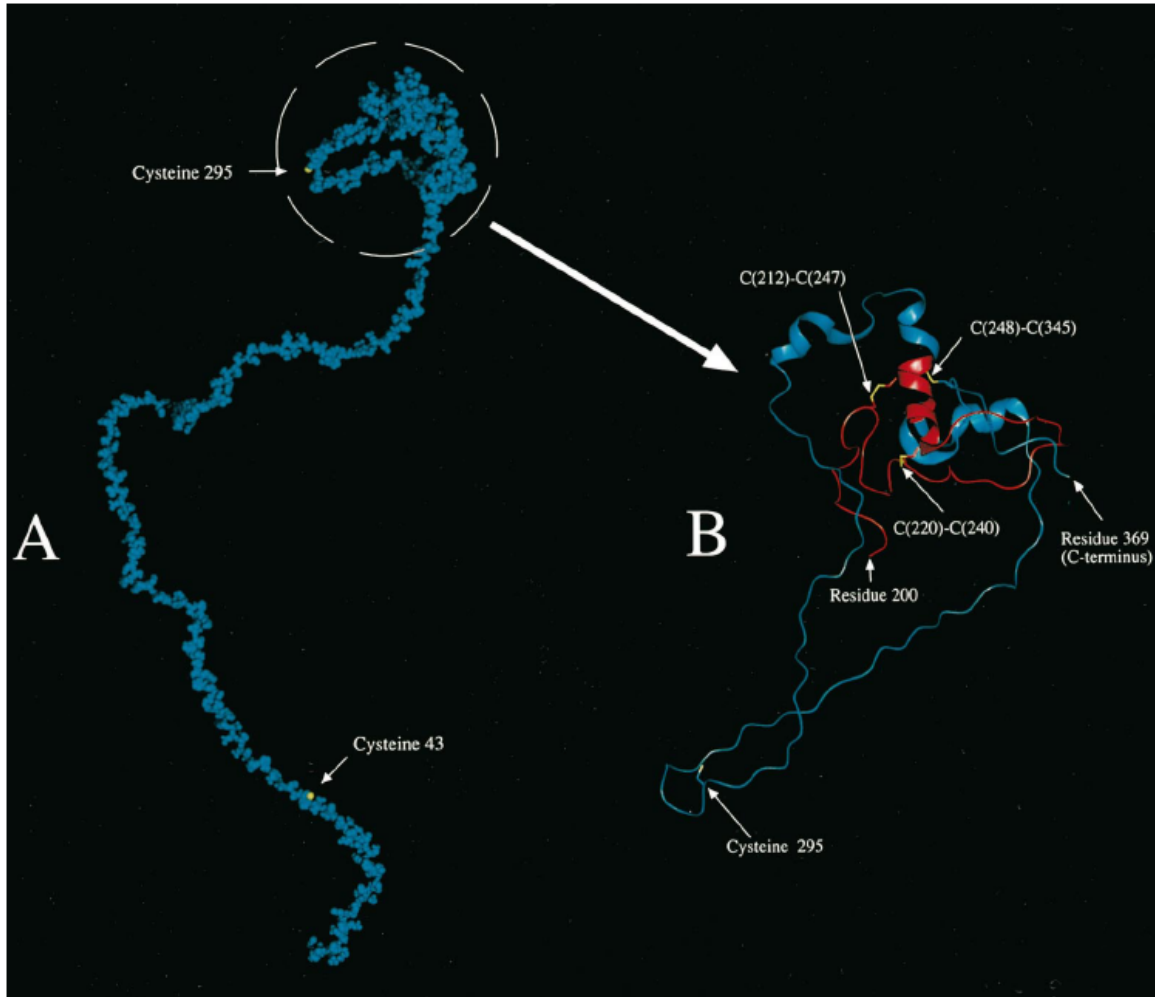 Cysteine 295
C(212)-C(247)
C(248)-C(345)
A
B
C(220)-C(240)
Residue 369
(C-terminus)
Residue 200
Cysteine 43
Cysteine 295